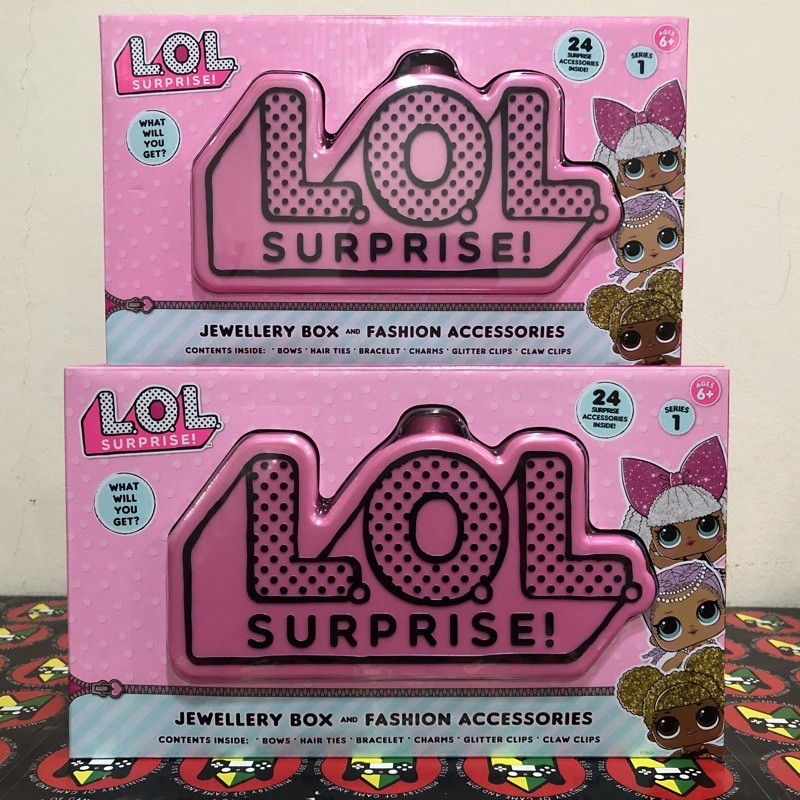 L.O.L.
SURPRISE!
24
SURPRISE
ACCESSORIES
INSIDE!
SERIES
1
AGES
6+
WHAT
WILL
YOU
GET?
L.O.L.
SURPRISE!
JEWELLERY BOX AND FASHION ACCESSORIES
CONTENTS INSIDE: * BOWS * HAIR TIES * BRACELET * CHARMS * GLITTER CLIPS * CLAW CLIPS
L.O.L.
SURPRISE!
24
SURPRISE
ACCESSORIES
INSIDE!
SERIES
1
AGES
6+
WHAT
WILL
YOU
GET?
L.O.L.
SURPRISE!
JEWELLERY BOX AND FASHION ACCESSORIES
CONTENTS INSIDE: * BOWS * HAIR TIES * BRACELET * CHARMS * GLITTER CLIPS * CLAW CLIPS